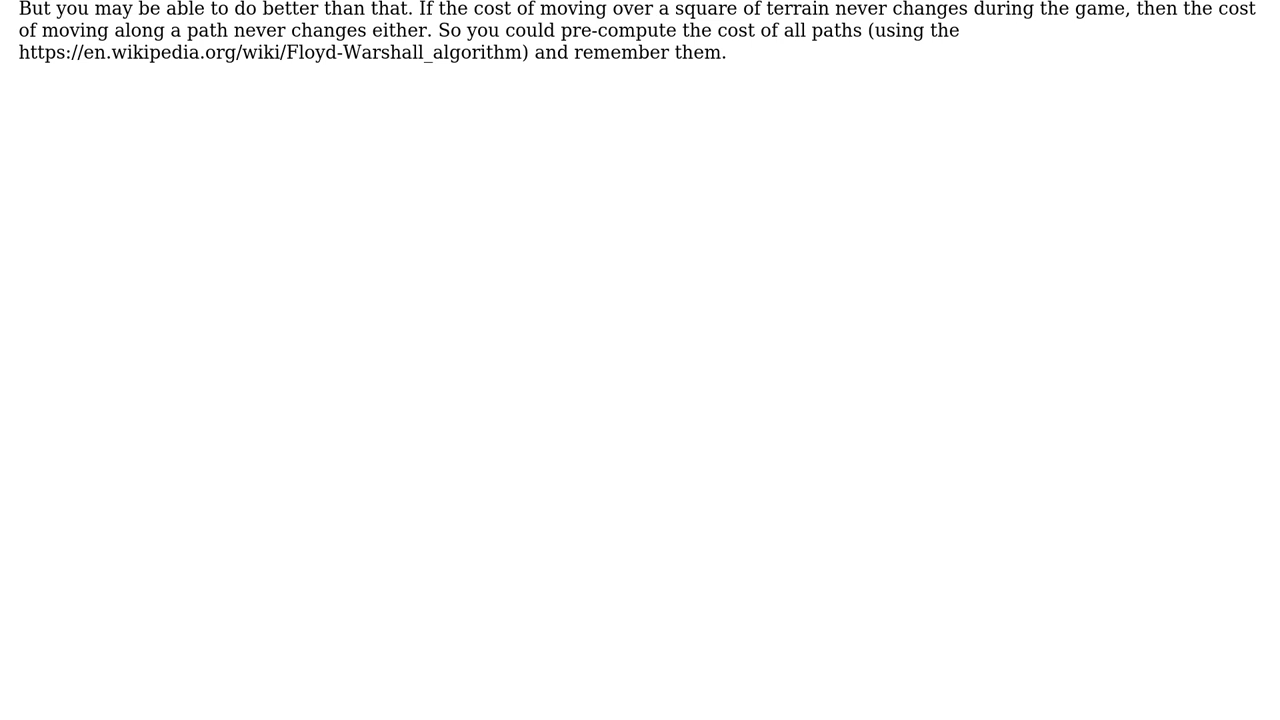 But you may be able to do better than that. If the cost of moving over a square of terrain never changes during the game, then the cost
of moving along a path never changes either. So you could pre-compute the cost of all paths (using the
https://en.wikipedia.org/wiki/Floyd-Warshall_algorithm) and remember them.